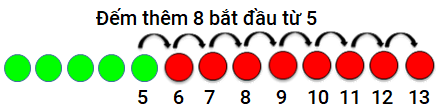 Đếm thêm 8 bắt đầu từ 5
5 6 7 8 9 10 11 12 13